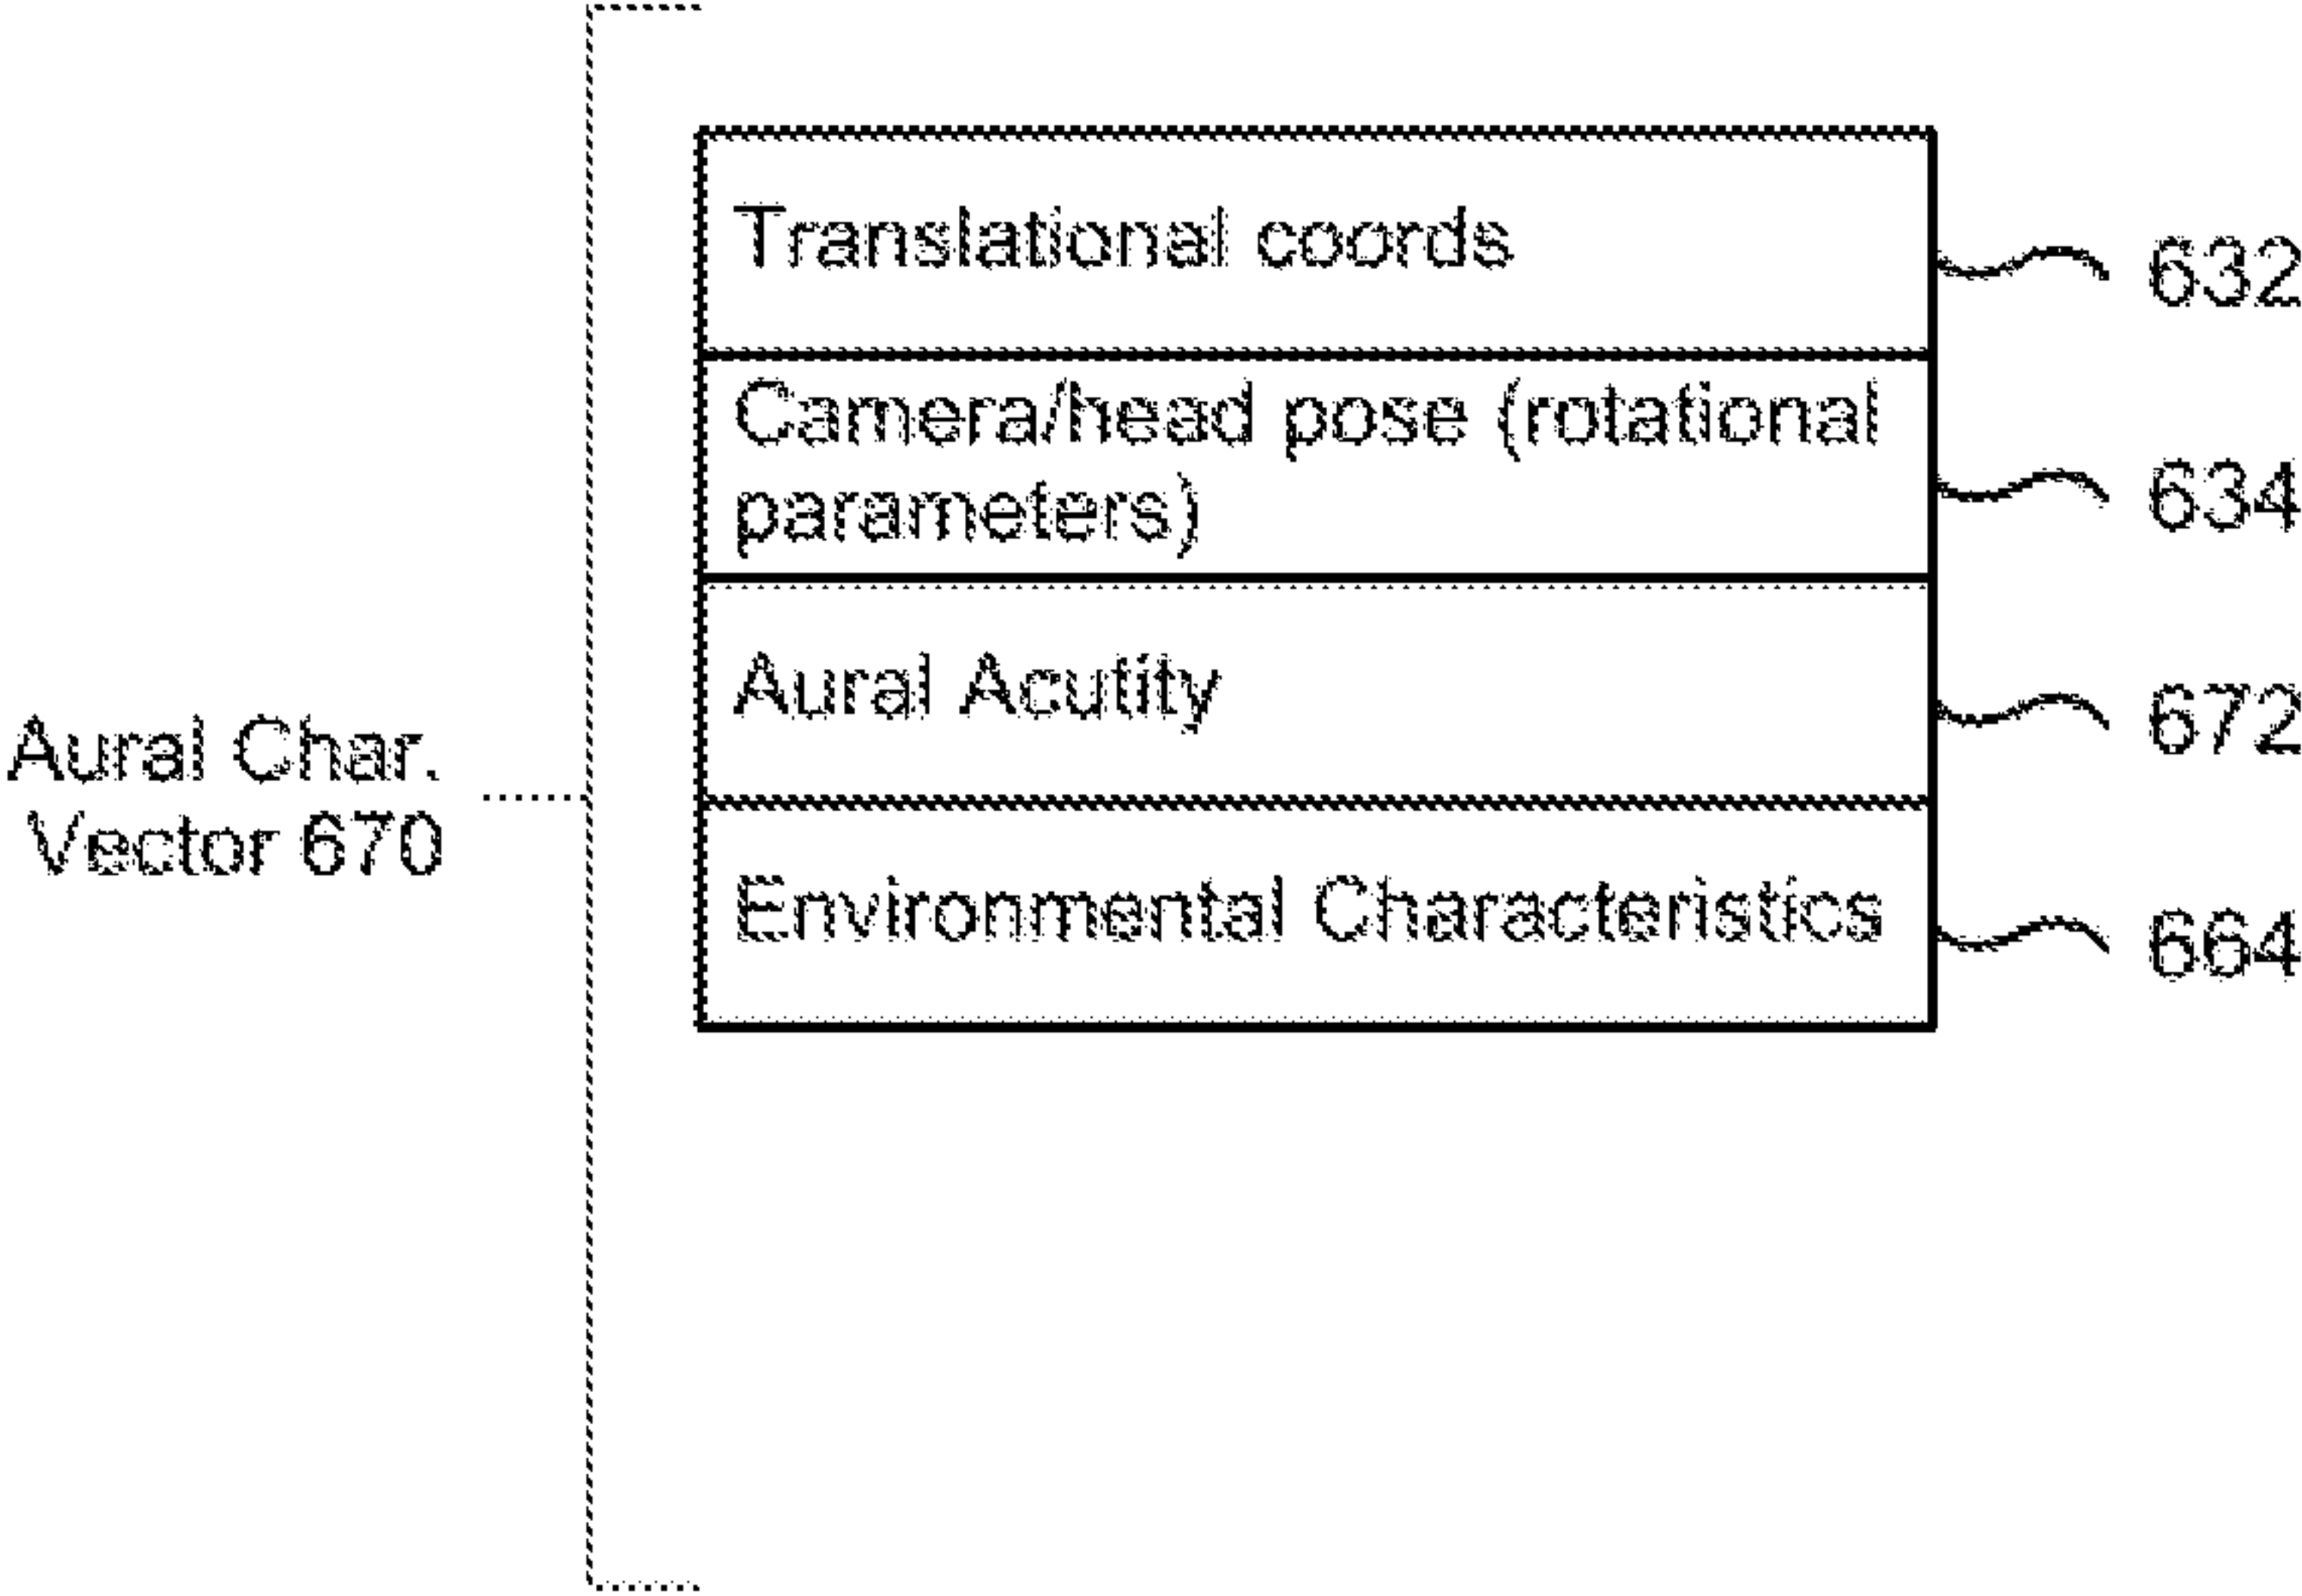 Translational coords
632
Camera/head pose (rotational
parameters)
634
Aural Acutity
672
Aural Char.
Vector 670
Environmental Characteristics
664